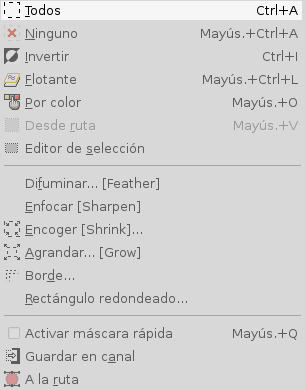 Todos Ctrl+A
Ninguno Mayús.+Ctrl+A
Invertir Ctrl+I
Flotante Mayús.+Ctrl+L
Por color Mayús.+O
Desde ruta Mayús.+V
Editor de selección
Difuminar... [Feather]
Enfocar [Sharpen]
Encoger [Shrink]...
Agrandar... [Grow]
Borde...
Rectángulo redondeado...
Activar máscara rápida Mayús.+Q
Guardar en canal
A la ruta